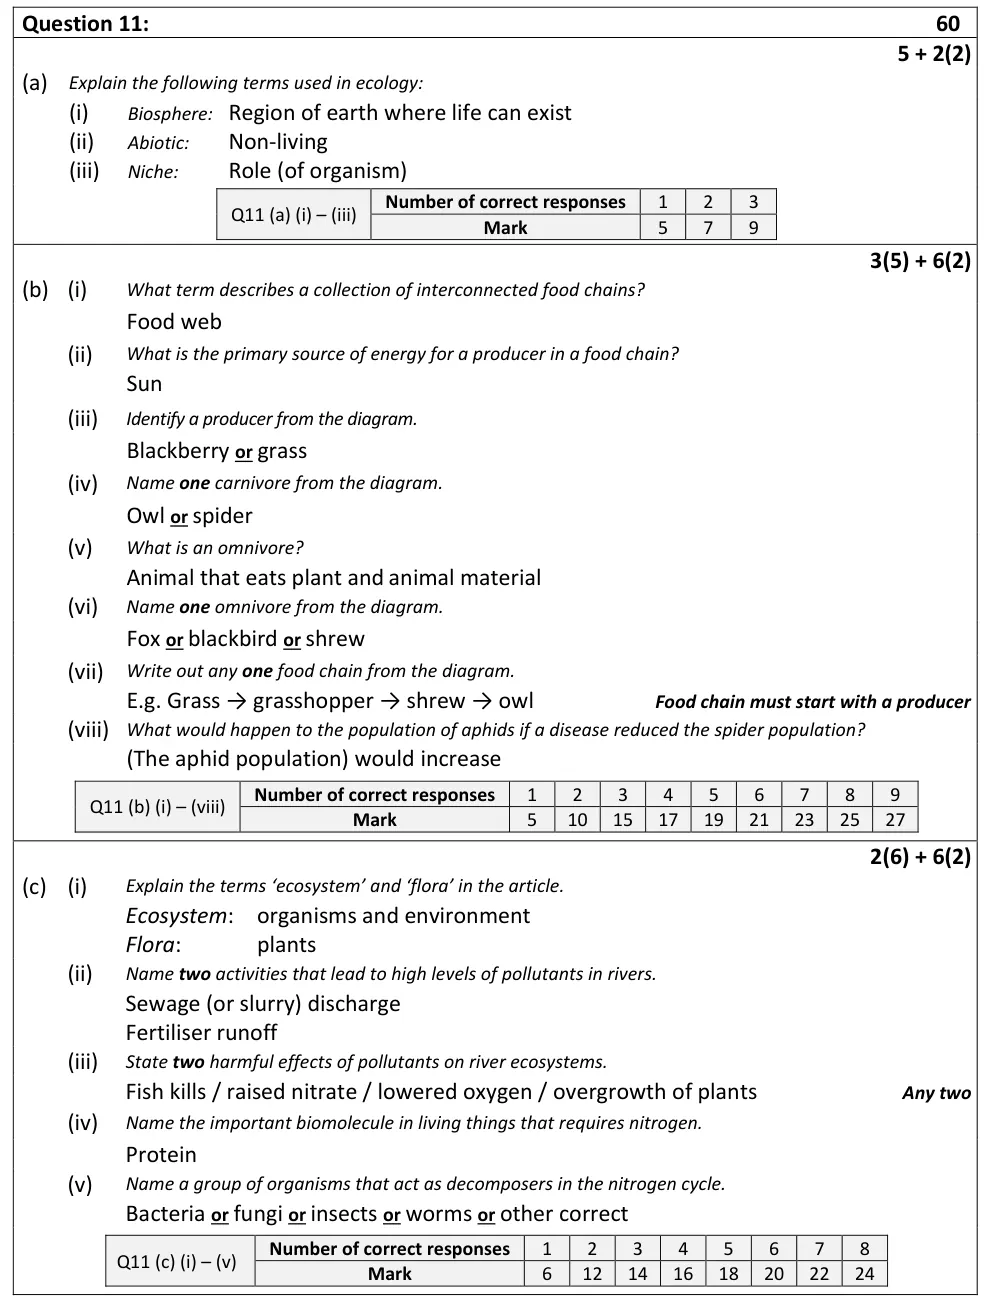 Question 11: 60
5 + 2(2)
(a) Explain the following terms used in ecology:
(i) Biosphere: Region of earth where life can exist
(ii) Abiotic: Non-living
(iii) Niche: Role (of organism)
Q11 (a) (i) – (iii) Number of correct responses 1 2 3
Mark 5 7 9
3(5) + 6(2)
(b) (i) What term describes a collection of interconnected food chains?
Food web
(ii) What is the primary source of energy for a producer in a food chain?
Sun
(iii) Identify a producer from the diagram.
Blackberry or grass
(iv) Name one carnivore from the diagram.
Owl or spider
(v) What is an omnivore?
Animal that eats plant and animal material
(vi) Name one omnivore from the diagram.
Fox or blackbird or shrew
(vii) Write out any one food chain from the diagram.
E.g. Grass → grasshopper → shrew → owl Food chain must start with a producer
(viii) What would happen to the population of aphids if a disease reduced the spider population?
(The aphid population) would increase
Q11 (b) (i) – (viii) Number of correct responses 1 2 3 4 5 6 7 8 9
Mark 5 10 15 17 19 21 23 25 27
2(6) + 6(2)
(c) (i) Explain the terms ‘ecosystem’ and ‘flora’ in the article.
Ecosystem: organisms and environment
Flora: plants
(ii) Name two activities that lead to high levels of pollutants in rivers.
Sewage (or slurry) discharge
Fertiliser runoff
(iii) State two harmful effects of pollutants on river ecosystems.
Fish kills / raised nitrate / lowered oxygen / overgrowth of plants Any two
(iv) Name the important biomolecule in living things that requires nitrogen.
Protein
(v) Name a group of organisms that act as decomposers in the nitrogen cycle.
Bacteria or fungi or insects or worms or other correct
Q11 (c) (i) – (v) Number of correct responses 1 2 3 4 5 6 7 8
Mark 6 12 14 16 18 20 22 24